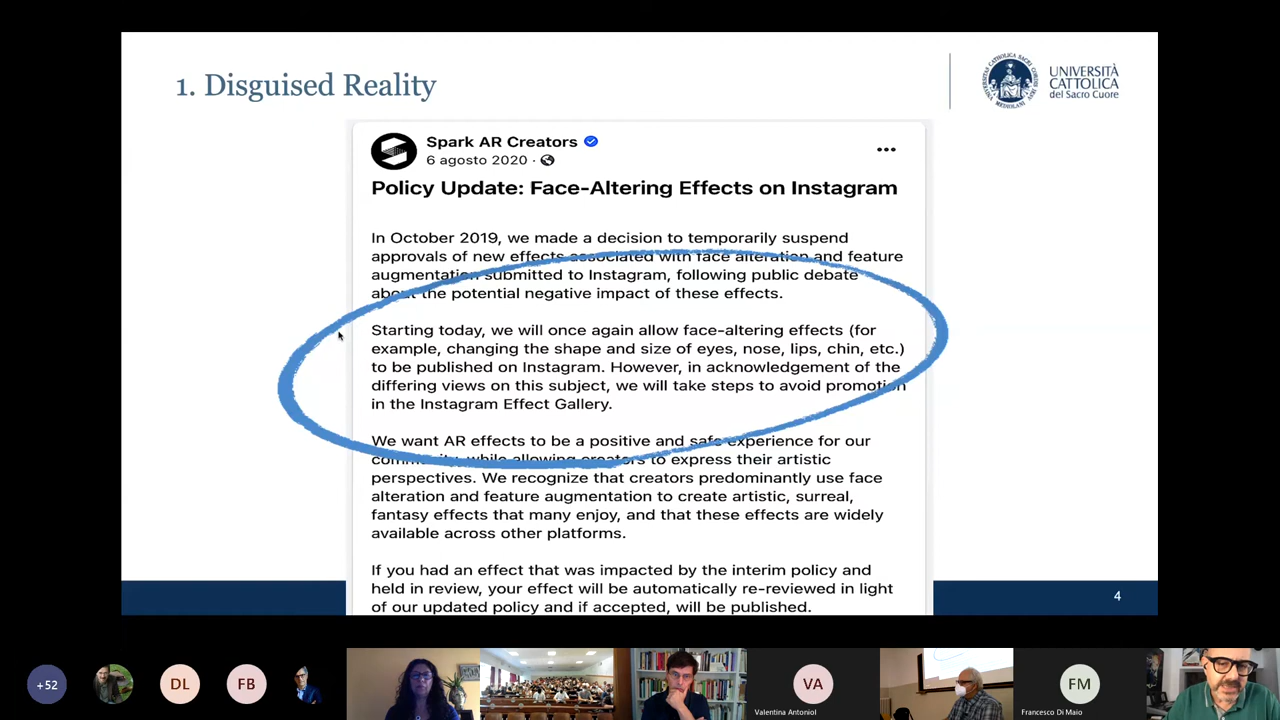 1. Disguised Reality
UNIVERSITÀ
CATTOLICA
del Sacro Cuore
Spark AR Creators
6 agosto 2020 ·
Policy Update: Face-Altering Effects on Instagram
In October 2019, we made a decision to temporarily suspend
approvals of new effects associated with face alteration and feature
augmentation submitted to Instagram, following public debate
about the potential negative impact of these effects.
Starting today, we will once again allow face-altering effects (for
example, changing the shape and size of eyes, nose, lips, chin, etc.)
to be published on Instagram. However, in acknowledgement of the
differing views on this subject, we will take steps to avoid promotion
in the Instagram Effect Gallery.
We want AR effects to be a positive and safe experience for our
community, while allowing creators to express their artistic
perspectives. We recognize that creators predominantly use face
alteration and feature augmentation to create artistic, surreal,
fantasy effects that many enjoy, and that these effects are widely
available across other platforms.
If you had an effect that was impacted by the interim policy and
held in review, your effect will be automatically re-reviewed in light
of our updated policy and if accepted, will be published.
4
+52
DL
FB
VA
Valentina Antoniol
FM
Francesco Di Maio